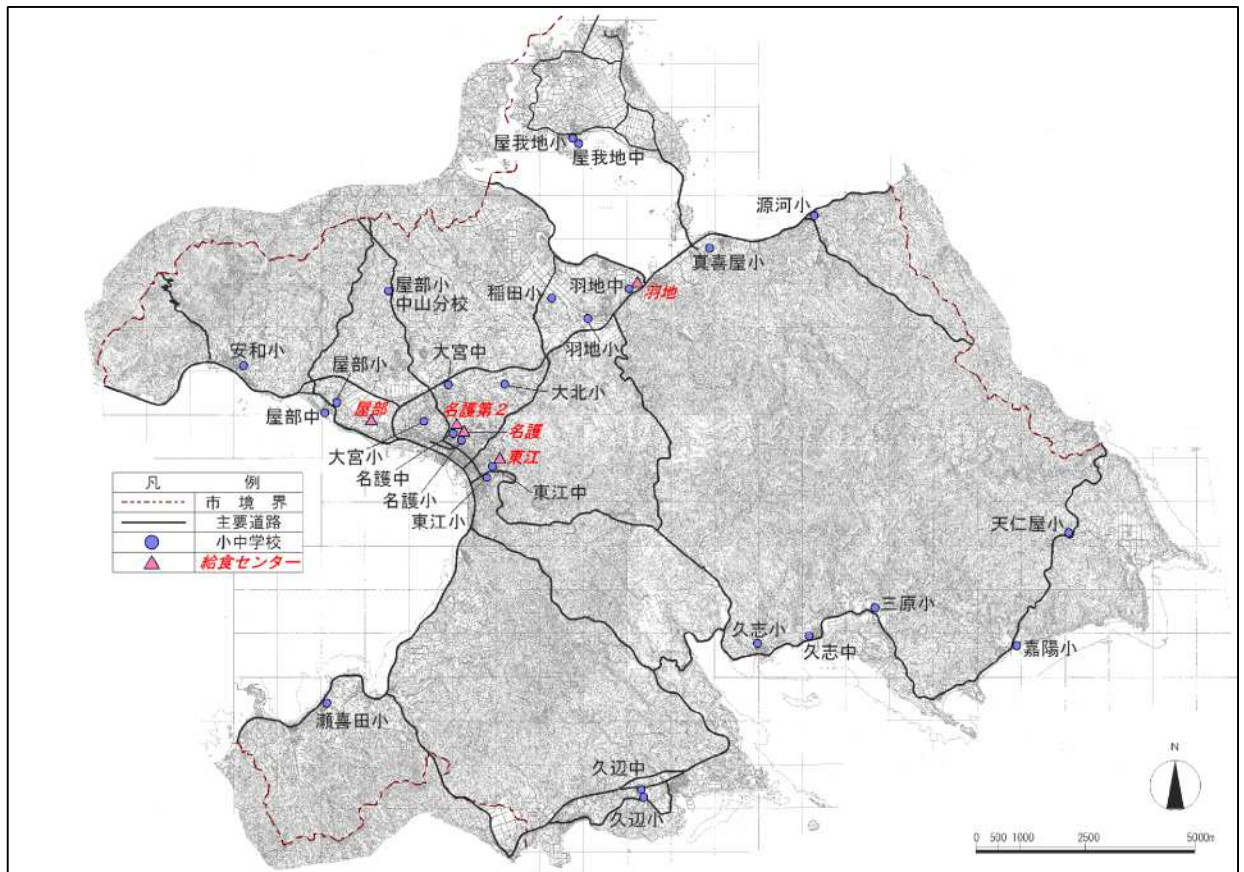 屋我地小
屋我地中
源河小
真喜屋小
屋部小
中山分校
稲田小
羽地中
羽地
羽地小
安和小
屋部小
大宮中
大北小
屋部中
屋部
名護第2
名護
大宮小
名護中
名護小
東江
東江中
東江小
凡 例
市 境 界
主要道路
小中学校
給食センター
天仁屋小
三原小
久志小
久志中
嘉陽小
瀬喜田小
久辺中
久辺小
N
0 500 1000 2500 5000m